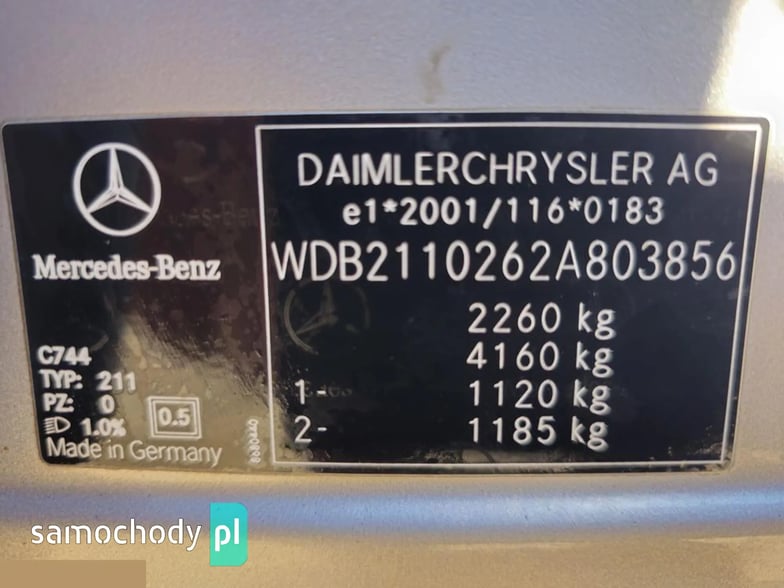 DAIMLERCHRYSLER AG
e1*2001/116*0183
WDB2110262A803856
2260 kg
4160 kg
1- 1120 kg
2- 1185 kg
Mercedes-Benz
C744
TYP: 211
PZ: 0
1.0%
0.5
Made in Germany
8680440
samochody pl